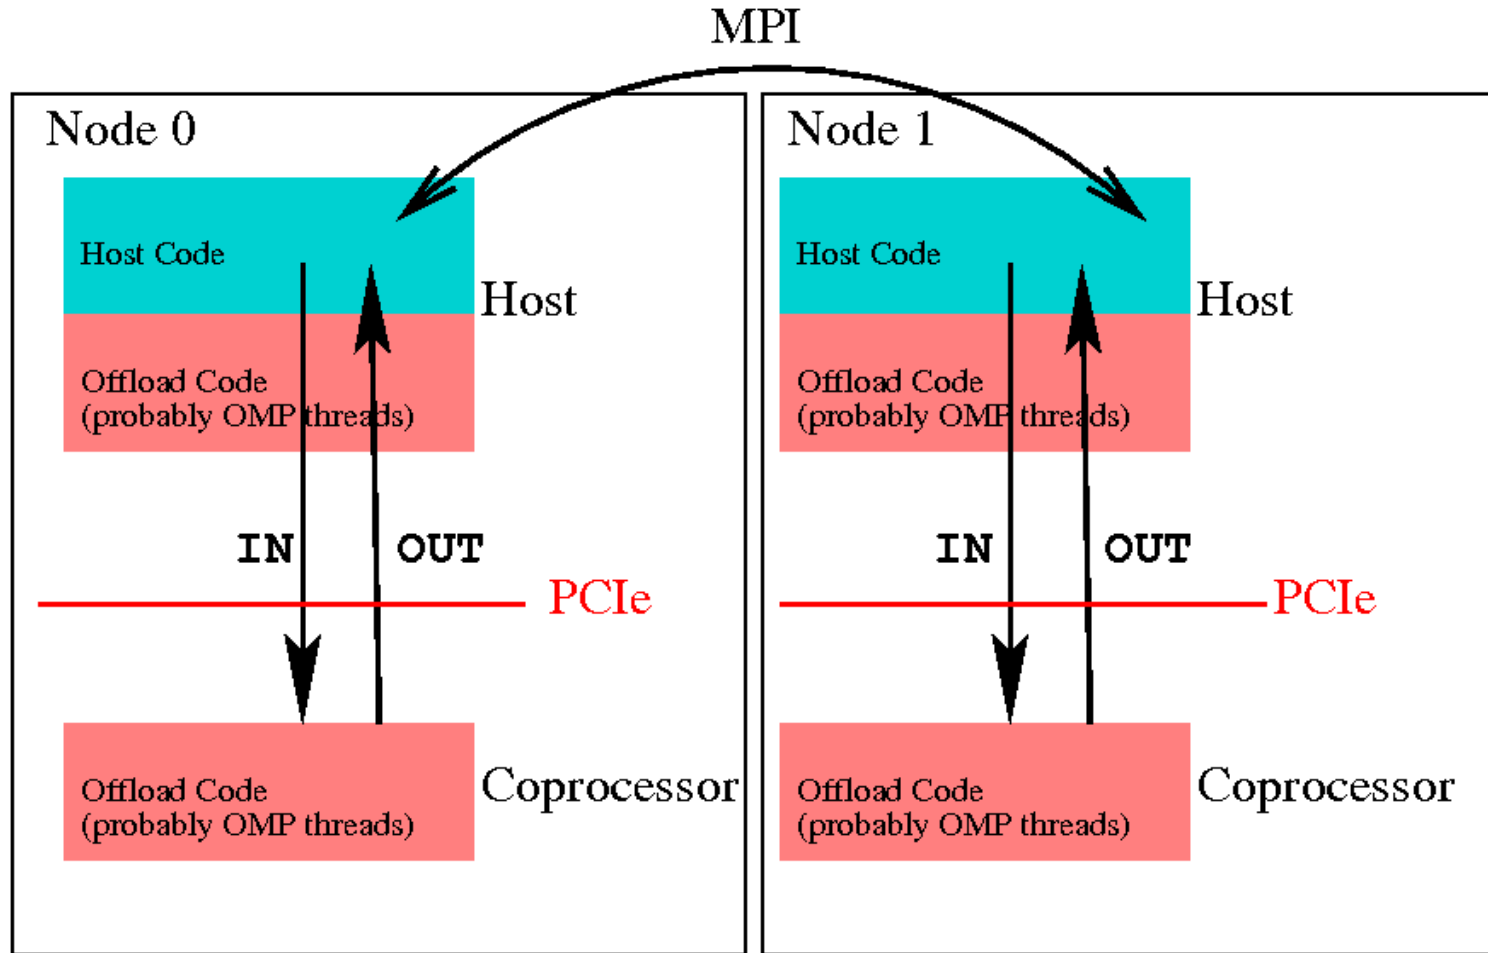 MPI
Node 0
Host Code
Host
Offload Code
(probably OMP threads)
IN
OUT
PCIe
Offload Code
(probably OMP threads)
Coprocessor
Node 1
Host Code
Host
Offload Code
(probably OMP threads)
IN
OUT
PCIe
Offload Code
(probably OMP threads)
Coprocessor